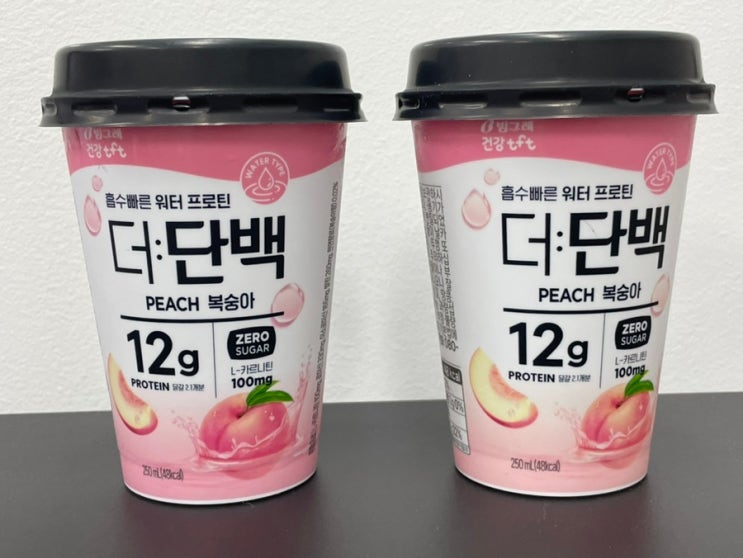 빙그레
건강tft
WATER TYPE
흡수빠른 워터 프로틴
더:단백
PEACH 복숭아
12g
PROTEIN 달걀 2.1개분
ZERO
SUGAR
L-카르니틴
100mg
250 mL(48kcal)
빙그레
건강tft
WATER TYPE
흡수빠른 워터 프로틴
더:단백
PEACH 복숭아
12g
PROTEIN 달걀 2.1개분
ZERO
SUGAR
L-카르니틴
100mg
250 mL(48kcal)